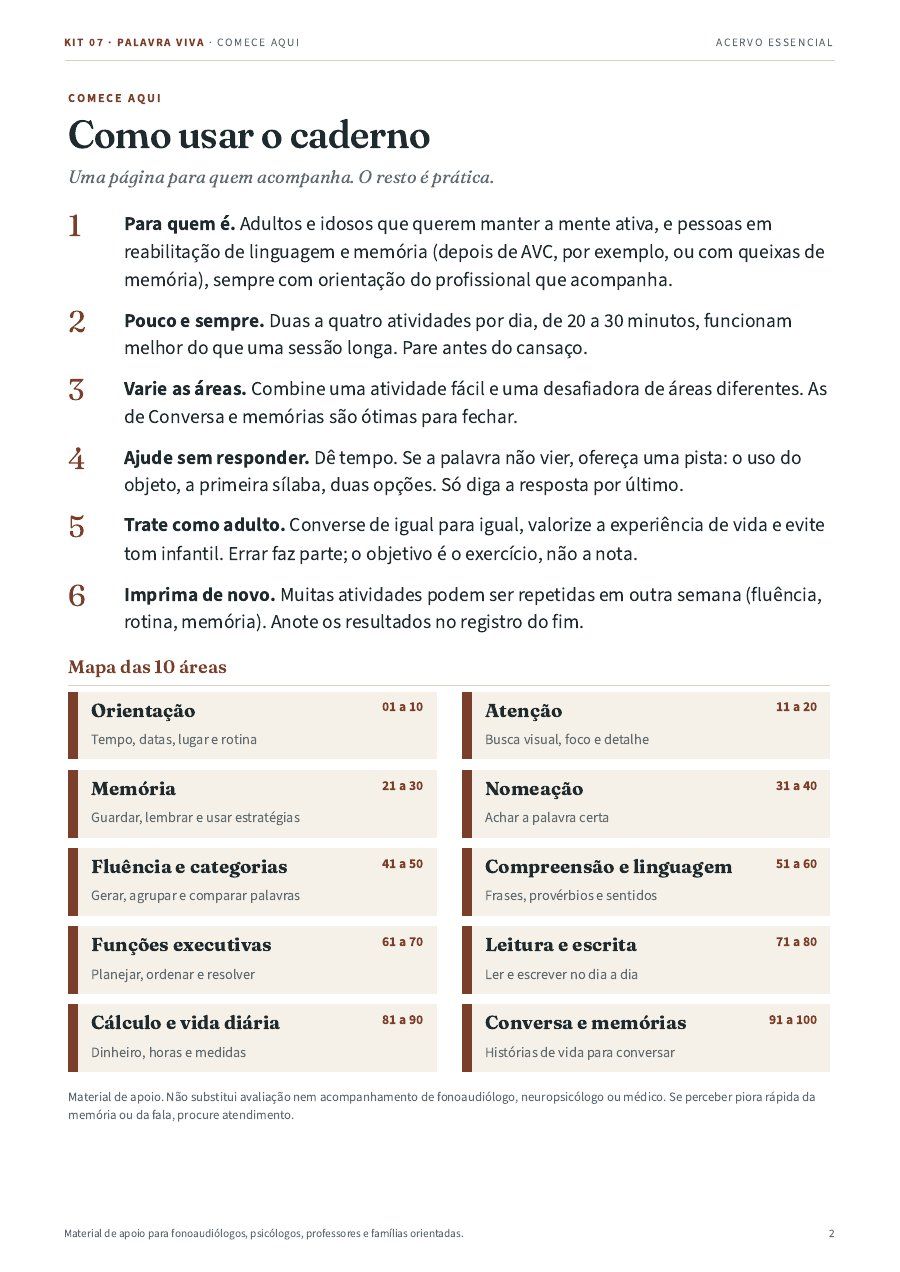 KIT 07 · PALAVRA VIVA · COMECE AQUI
ACERVO ESSENCIAL
COMECE AQUI
Como usar o caderno
Uma página para quem acompanha. O resto é prática.
1
Para quem é. Adultos e idosos que querem manter a mente ativa, e pessoas em
reabilitação de linguagem e memória (depois de AVC, por exemplo, ou com queixas de
memória), sempre com orientação do profissional que acompanha.
2
Pouco e sempre. Duas a quatro atividades por dia, de 20 a 30 minutos, funcionam
melhor do que uma sessão longa. Pare antes do cansaço.
3
Varie as áreas. Combine uma atividade fácil e uma desafiadora de áreas diferentes. As
de Conversa e memórias são ótimas para fechar.
4
Ajude sem responder. Dê tempo. Se a palavra não vier, ofereça uma pista: o uso do
objeto, a primeira sílaba, duas opções. Só diga a resposta por último.
5
Trate como adulto. Converse de igual para igual, valorize a experiência de vida e evite
tom infantil. Errar faz parte; o objetivo é o exercício, não a nota.
6
Imprima de novo. Muitas atividades podem ser repetidas em outra semana (fluência,
rotina, memória). Anote os resultados no registro do fim.
Mapa das 10 áreas
Orientação
01 a 10
Tempo, datas, lugar e rotina
Atenção
11 a 20
Busca visual, foco e detalhe
Memória
21 a 30
Guardar, lembrar e usar estratégias
Nomeação
31 a 40
Achar a palavra certa
Fluência e categorias
41 a 50
Gerar, agrupar e comparar palavras
Compreensão e linguagem
51 a 60
Frases, provérbios e sentidos
Funções executivas
61 a 70
Planejar, ordenar e resolver
Leitura e escrita
71 a 80
Ler e escrever no dia a dia
Cálculo e vida diária
81 a 90
Dinheiro, horas e medidas
Conversa e memórias
91 a 100
Histórias de vida para conversar
Material de apoio. Não substitui avaliação nem acompanhamento de fonoaudiólogo, neuropsicólogo ou médico. Se perceber piora rápida da
memória ou da fala, procure atendimento.
Material de apoio para fonoaudiólogos, psicólogos, professores e famílias orientadas.
2